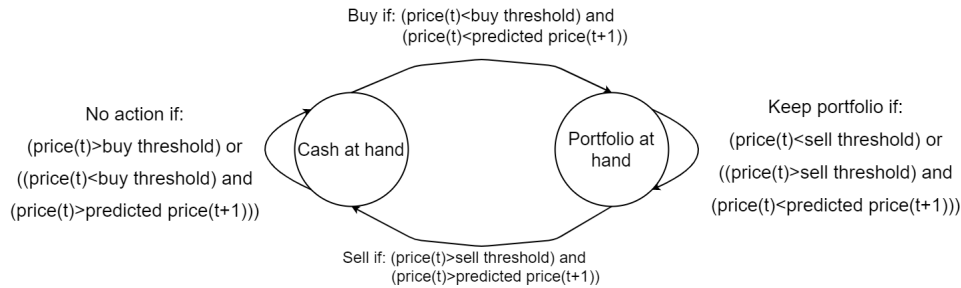 Buy if: (price(t)<buy threshold) and
(price(t)<predicted price(t+1))
No action if:
(price(t)>buy threshold) or
((price(t)<buy threshold) and
(price(t)>predicted price(t+1)))
Cash at hand
Portfolio at
hand
Keep portfolio if:
(price(t)<sell threshold) or
((price(t)>sell threshold) and
(price(t)<predicted price(t+1)))
Sell if: (price(t)>sell threshold) and
(price(t)>predicted price(t+1))